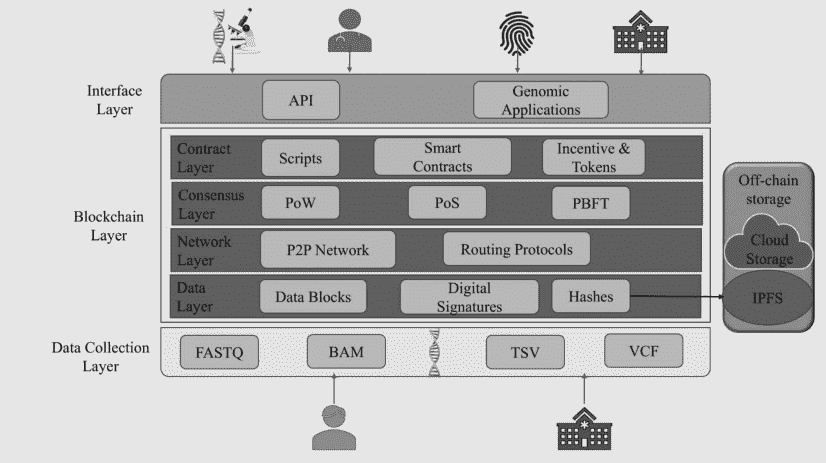 Interface
Layer
API
Genomic
Applications
Blockchain
Layer
Contract
Layer
Scripts
Smart
Contracts
Incentive &
Tokens
Consensus
Layer
PoW
PoS
PBFT
Network
Layer
P2P Network
Routing Protocols
Data
Layer
Data Blocks
Digital
Signatures
Hashes
Off-chain
storage
Cloud
Storage
IPFS
Data Collection
Layer
FASTQ
BAM
TSV
VCF